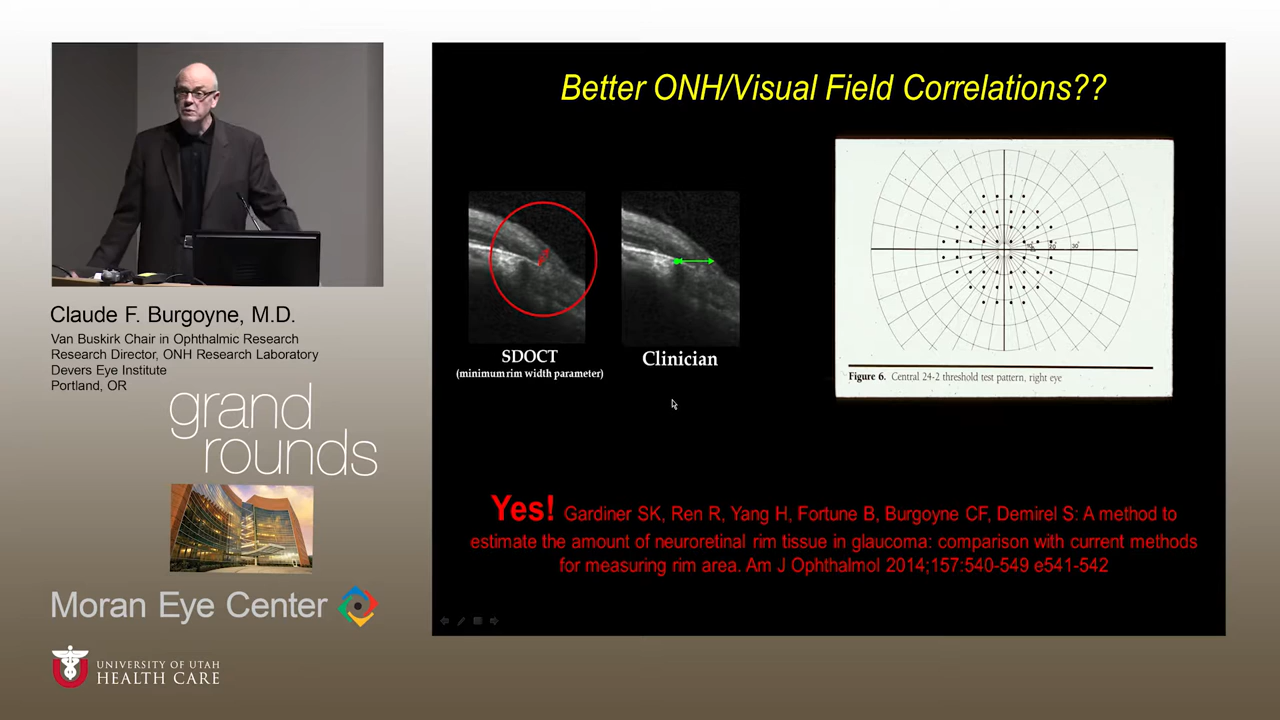 Claude F. Burgoyne, M.D.
Van Buskirk Chair in Ophthalmic Research
Research Director, ONH Research Laboratory
Devers Eye Institute
Portland, OR
grand
rounds
Moran Eye Center
UNIVERSITY OF UTAH
HEALTH CARE
Better ONH/Visual Field Correlations??
SDOCT
(minimum rim width parameter)
Clinician
30°
Figure 6. Central 24-2 threshold test pattern, right eye
Yes! Gardiner SK, Ren R, Yang H, Fortune B, Burgoyne CF, Demirel S: A method to
estimate the amount of neuroretinal rim tissue in glaucoma: comparison with current methods
for measuring rim area. Am J Ophthalmol 2014;157:540-549 e541-542